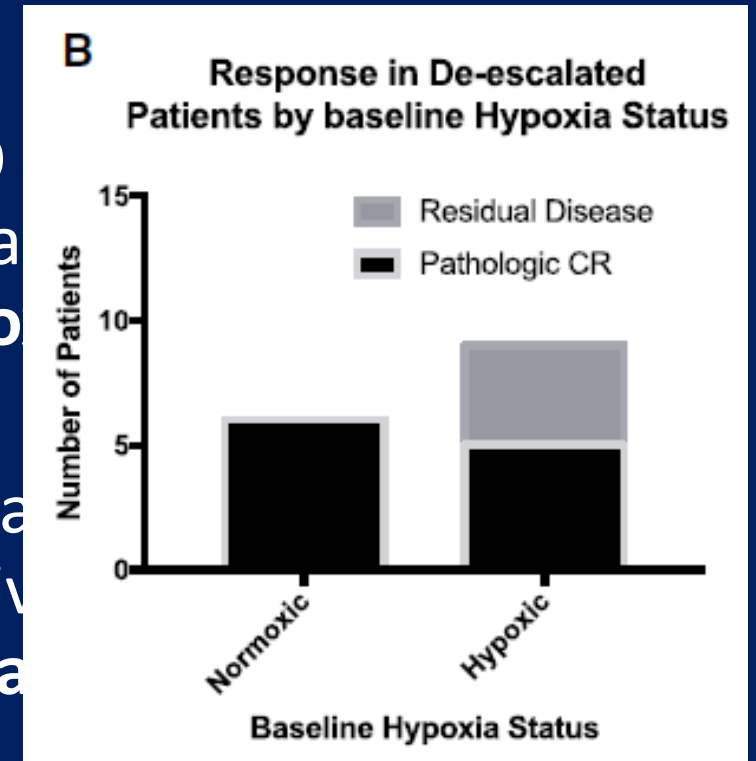 B
Response in De-escalated
Patients by baseline Hypoxia Status
15
Residual Disease
Pathologic CR
10
5
0
Number of Patients
Normoxic
Hypoxic
Baseline Hypoxia Status